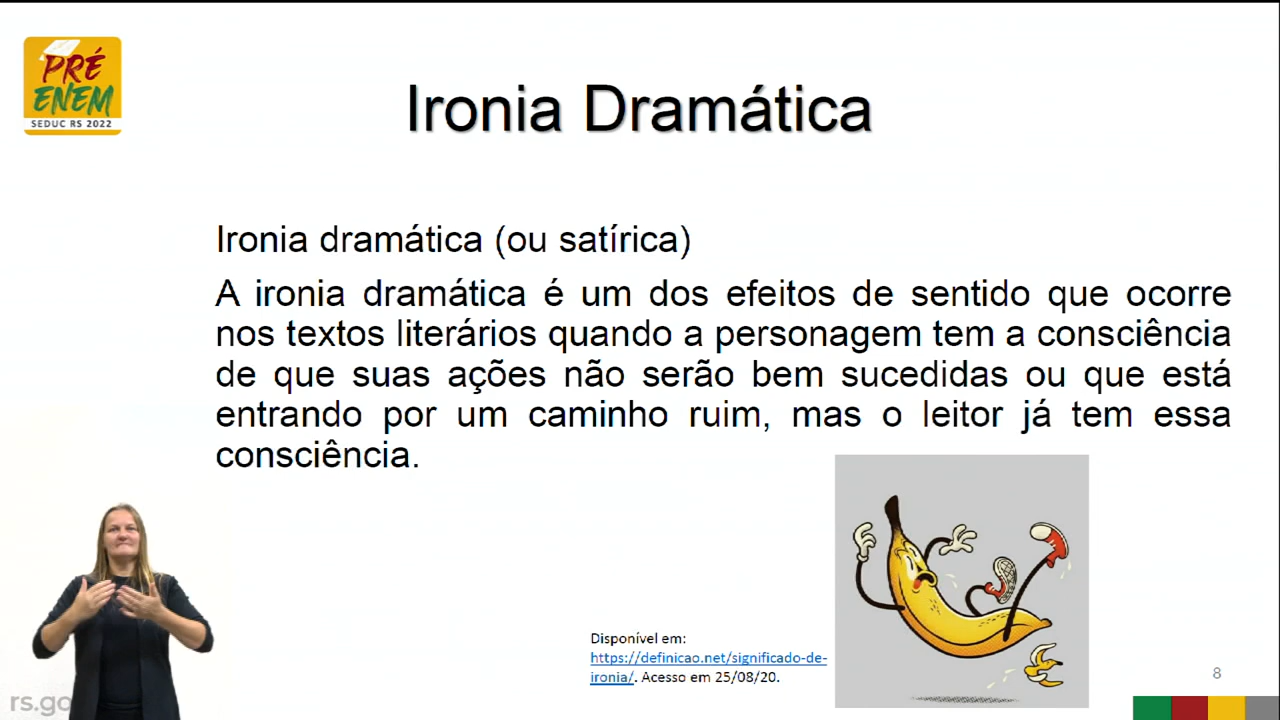 PRÉ
ENEM
SEDUC RS 2022
Ironia Dramática
Ironia dramática (ou satírica)
A ironia dramática é um dos efeitos de sentido que ocorre
nos textos literários quando a personagem tem a consciência
de que suas ações não serão bem sucedidas ou que está
entrando por um caminho ruim, mas o leitor já tem essa
consciência.
Disponível em:
https://definicao.net/significado-de-
ironia/. Acesso em 25/08/20.
8
rs.go